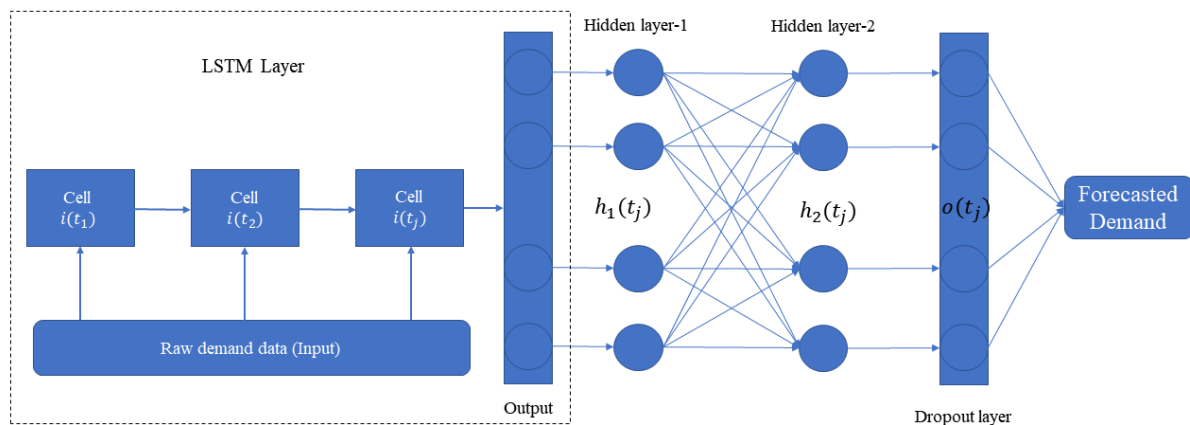 LSTM Layer
Cell
i(t₁)
Cell
i(t₂)
Cell
i(tⱼ)
Raw demand data (Input)
Output
Hidden layer-1
h₁(tⱼ)
Hidden layer-2
h₂(tⱼ)
o(tⱼ)
Dropout layer
Forecasted
Demand